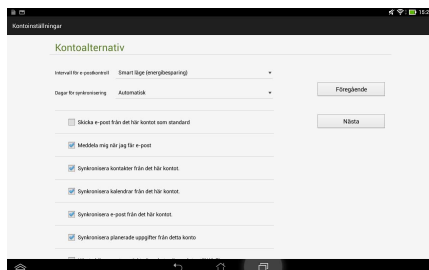 15:2
Kontoinställningar
Kontoalternativ
Intervall för e-postkontroll Smart läge (energibesparing)
Dagar för synkronisering Automatisk
Föregående
Skicka e-post från det här kontot som standard
Nästa
Meddela mig när jag får e-post
Synkronisera kontakter från det här kontot.
Synkronisera kalendrar från det här kontot.
Synkronisera e-post från det här kontot.
Synkronisera planerade uppgifter från detta konto